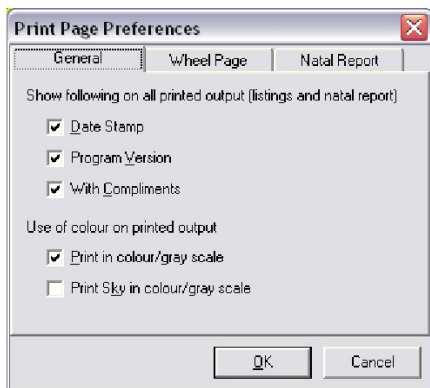 Print Page Preferences
General Wheel Page Natal Report
Show following on all printed output (listings and natal report)
Date Stamp
Program Version
With Compliments
Use of colour on printed output
Print in colour/gray scale
Print Sky in colour/gray scale
OK Cancel